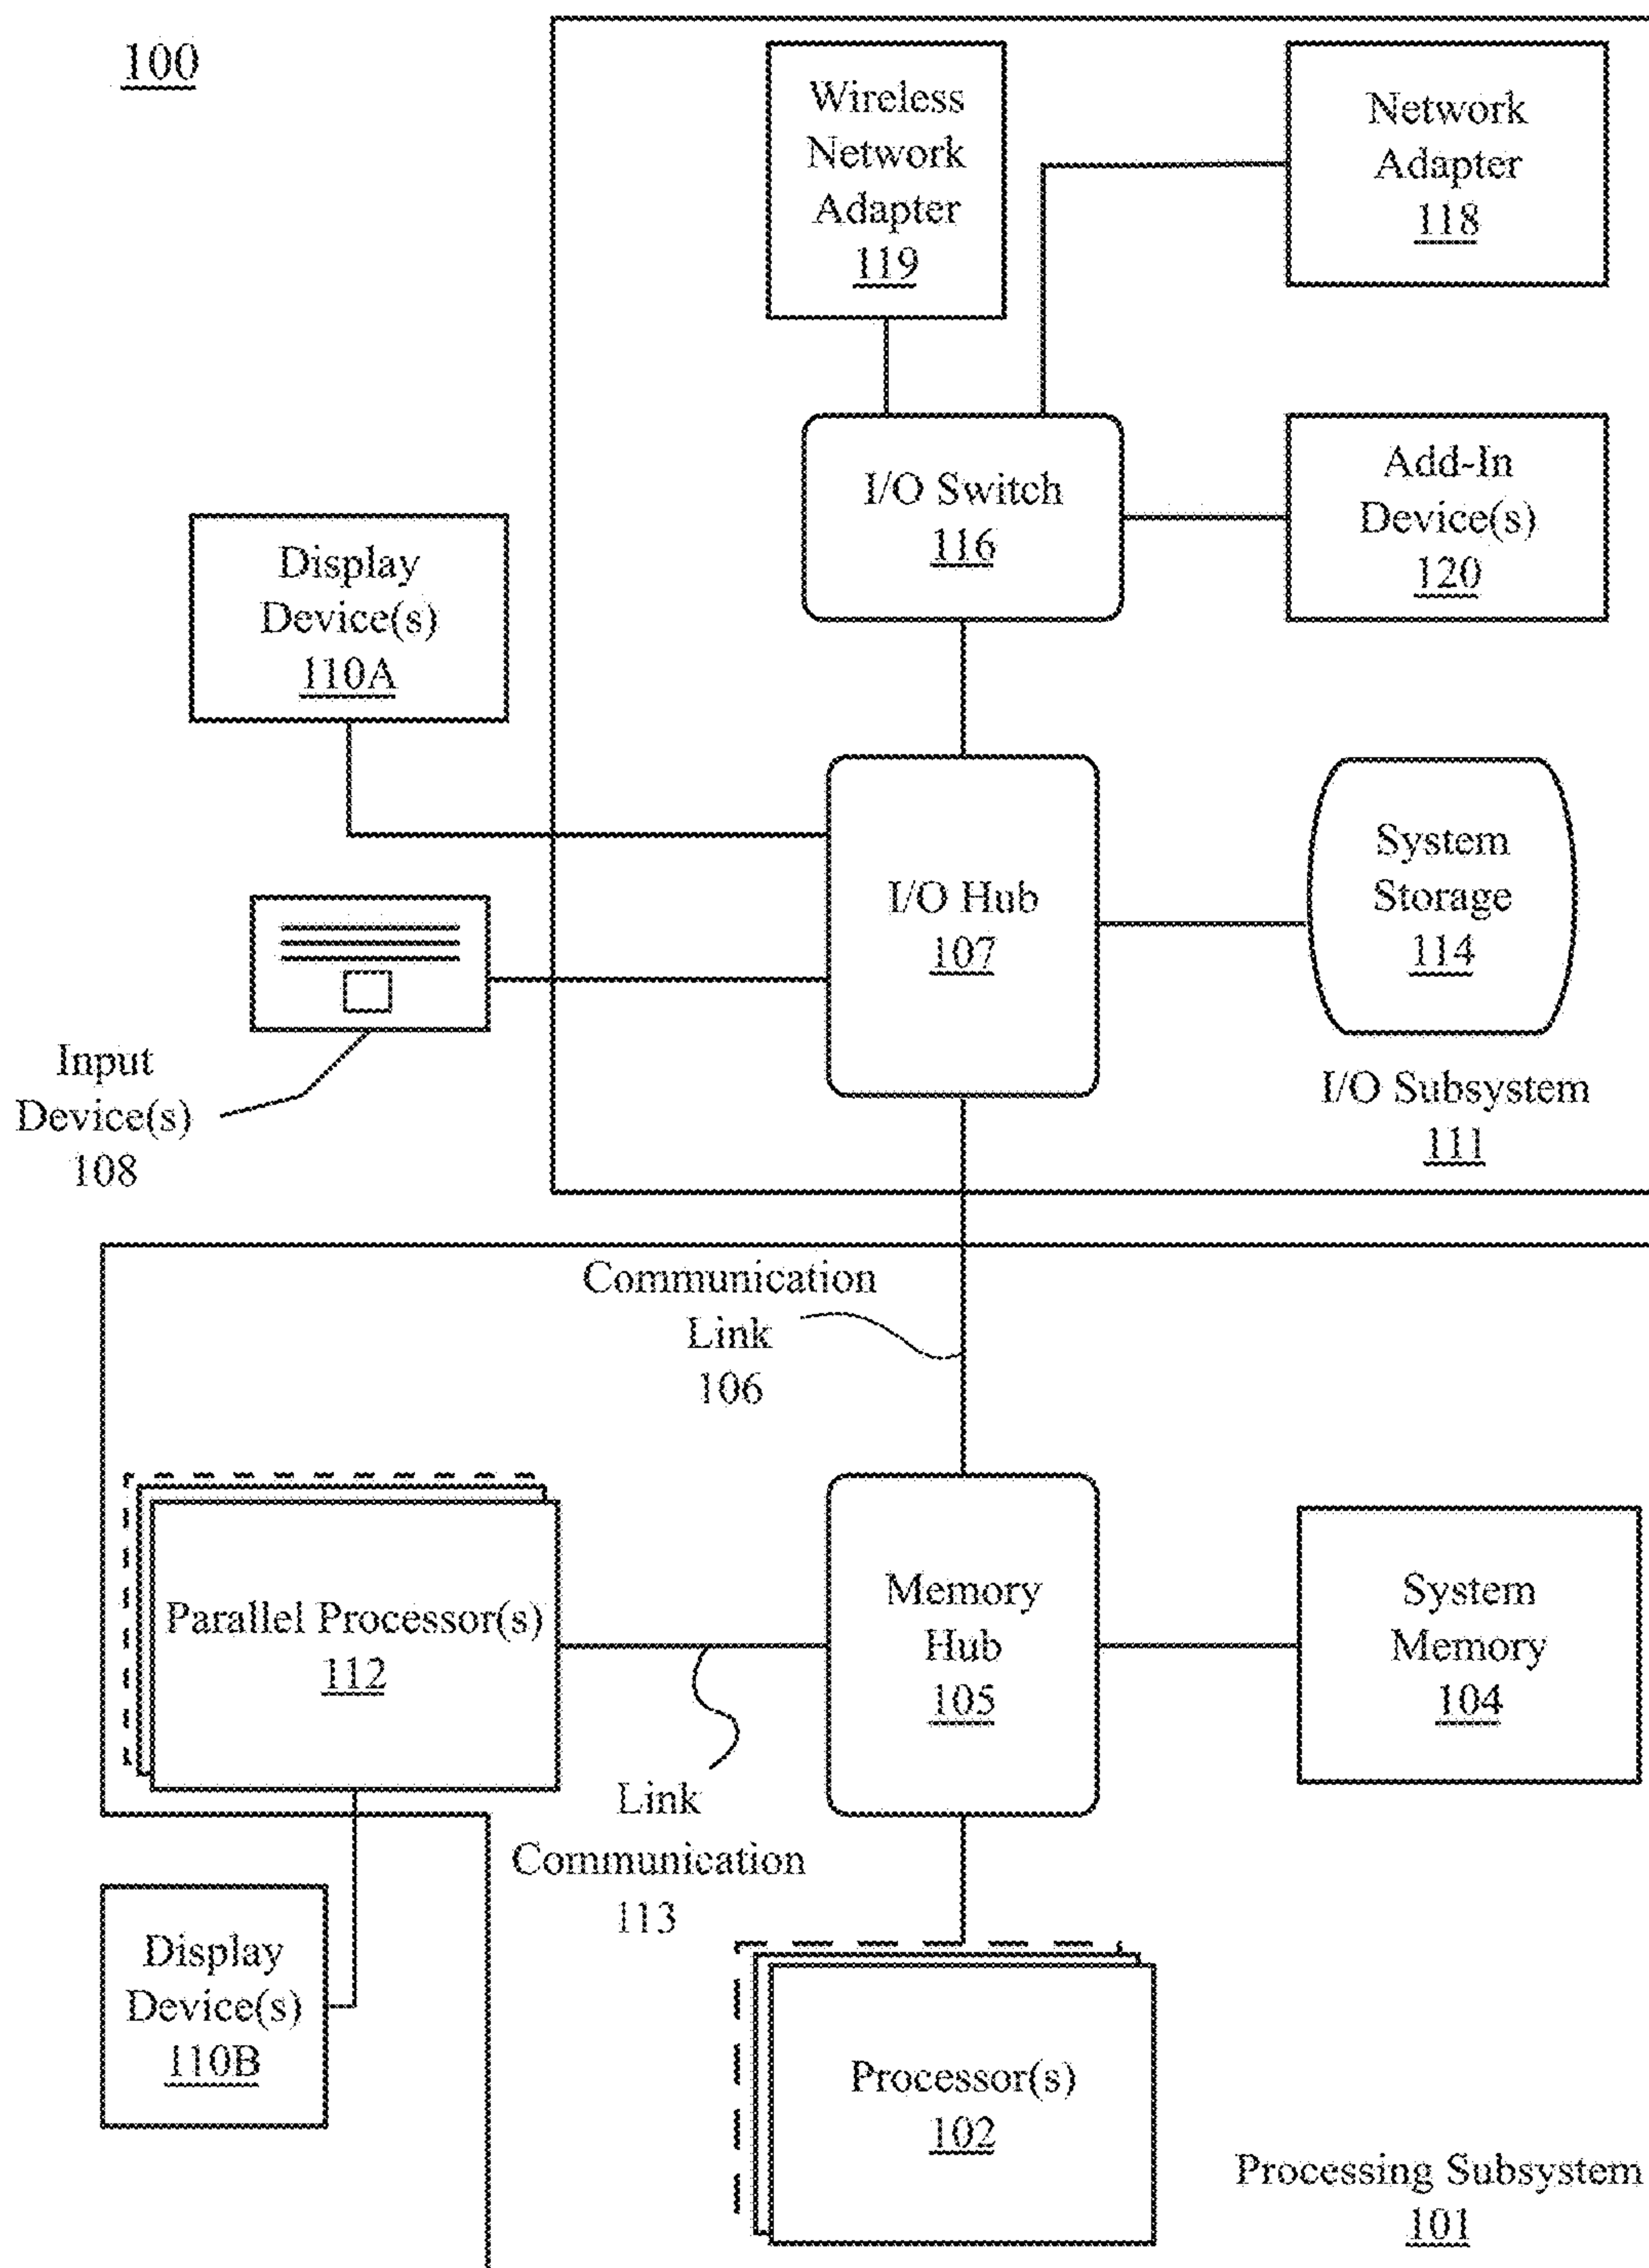 100
Wireless
Network
Adapter
119
Network
Adapter
118
I/O Switch
116
Add-In
Device(s)
120
Display
Device(s)
110A
I/O Hub
107
System
Storage
114
Input
Device(s)
108
I/O Subsystem
111
Communication
Link
106
Parallel Processor(s)
112
Memory
Hub
105
System
Memory
104
Link
Communication
113
Display
Device(s)
110B
Processor(s)
102
Processing Subsystem
101